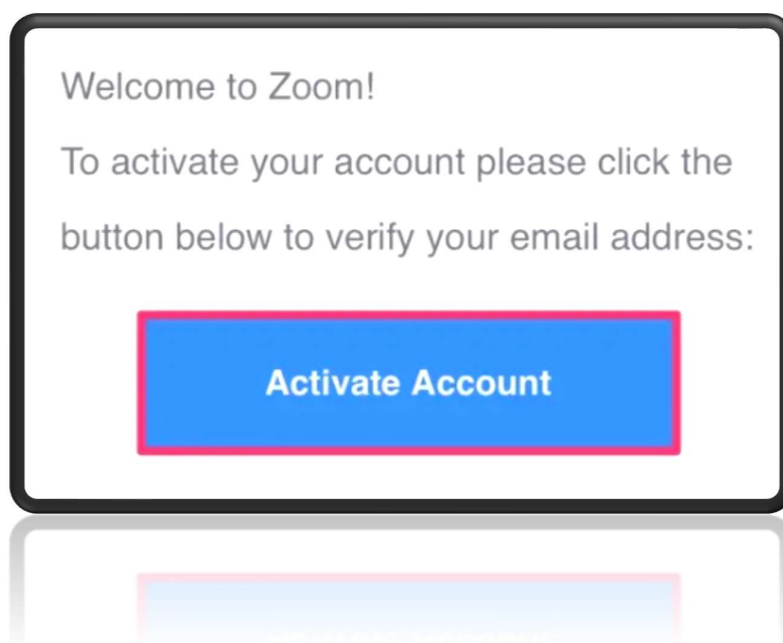 Welcome to Zoom!
To activate your account please click the
button below to verify your email address:
Activate Account